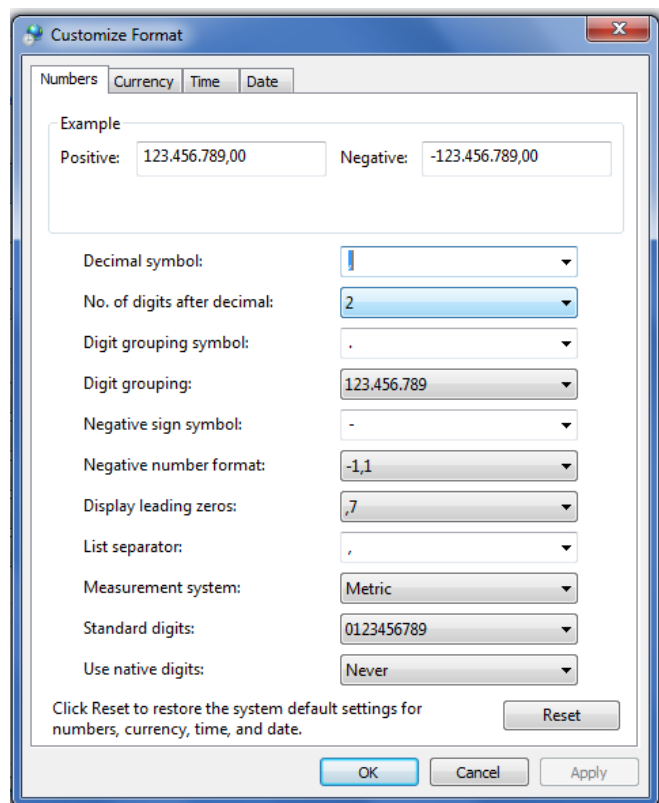 Customize Format
Numbers Currency Time Date
Example
Positive: 123.456.789,00 Negative: -123.456.789,00
Decimal symbol: ,
No. of digits after decimal: 2
Digit grouping symbol: .
Digit grouping: 123.456.789
Negative sign symbol: -
Negative number format: -1,1
Display leading zeros: ,7
List separator: ,
Measurement system: Metric
Standard digits: 0123456789
Use native digits: Never
Click Reset to restore the system default settings for
numbers, currency, time, and date.
Reset
OK Cancel Apply